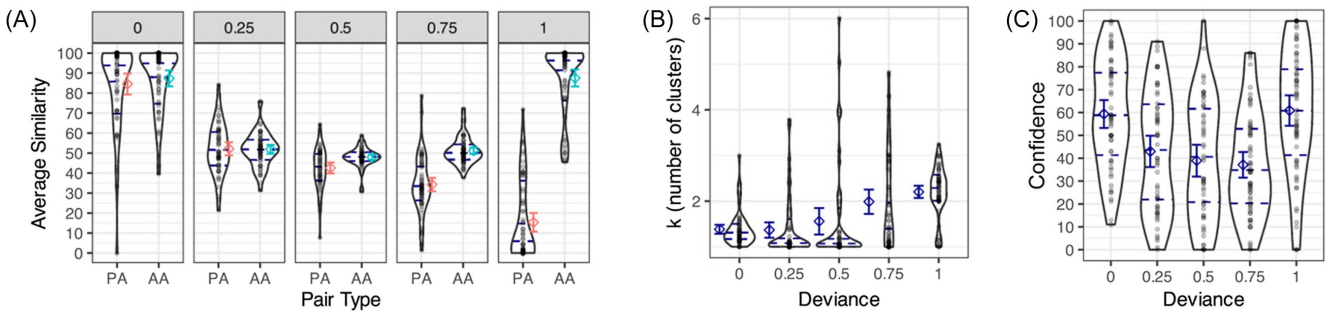 (A)
0 0.25 0.5 0.75 1
Average Similarity
100
90
80
70
60
50
40
30
20
10
0
PA AA PA AA PA AA PA AA PA AA
Pair Type
(B)
k (number of clusters)
6
4
2
0 0.25 0.5 0.75 1
Deviance
(C)
Confidence
100
90
80
70
60
50
40
30
20
10
0
0 0.25 0.5 0.75 1
Deviance